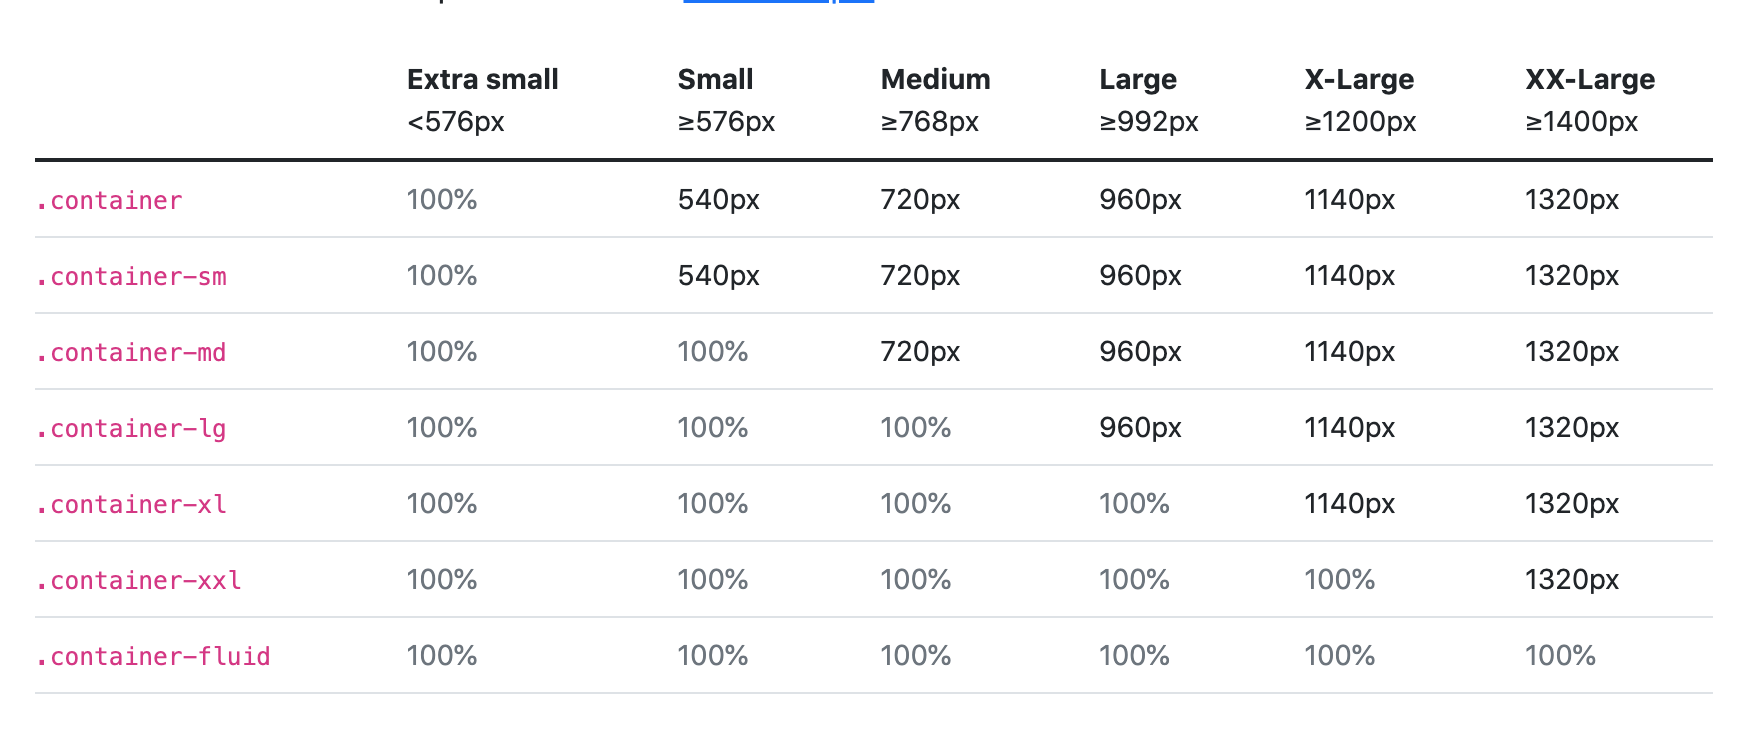 Extra small Small Medium Large X-Large XX-Large
<576px ≥576px ≥768px ≥992px ≥1200px ≥1400px
.container 100% 540px 720px 960px 1140px 1320px
.container-sm 100% 540px 720px 960px 1140px 1320px
.container-md 100% 100% 720px 960px 1140px 1320px
.container-lg 100% 100% 100% 960px 1140px 1320px
.container-xl 100% 100% 100% 100% 1140px 1320px
.container-xxl 100% 100% 100% 100% 100% 1320px
.container-fluid 100% 100% 100% 100% 100% 100%